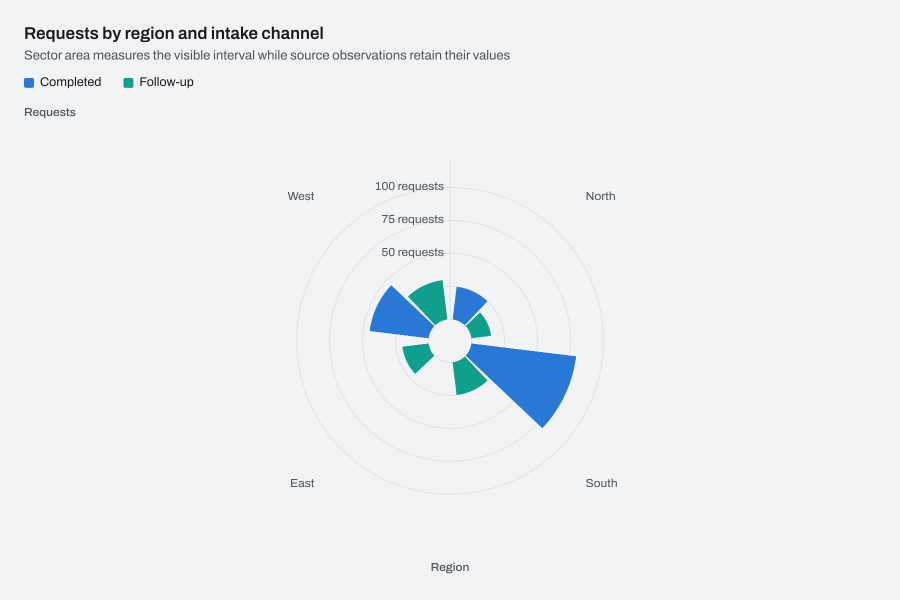 Requests by region and intake channel
Sector area measures the visible interval while source observations retain their values
Completed Follow-up
Requests
100 requests
West North
75 requests
50 requests
East South
Region